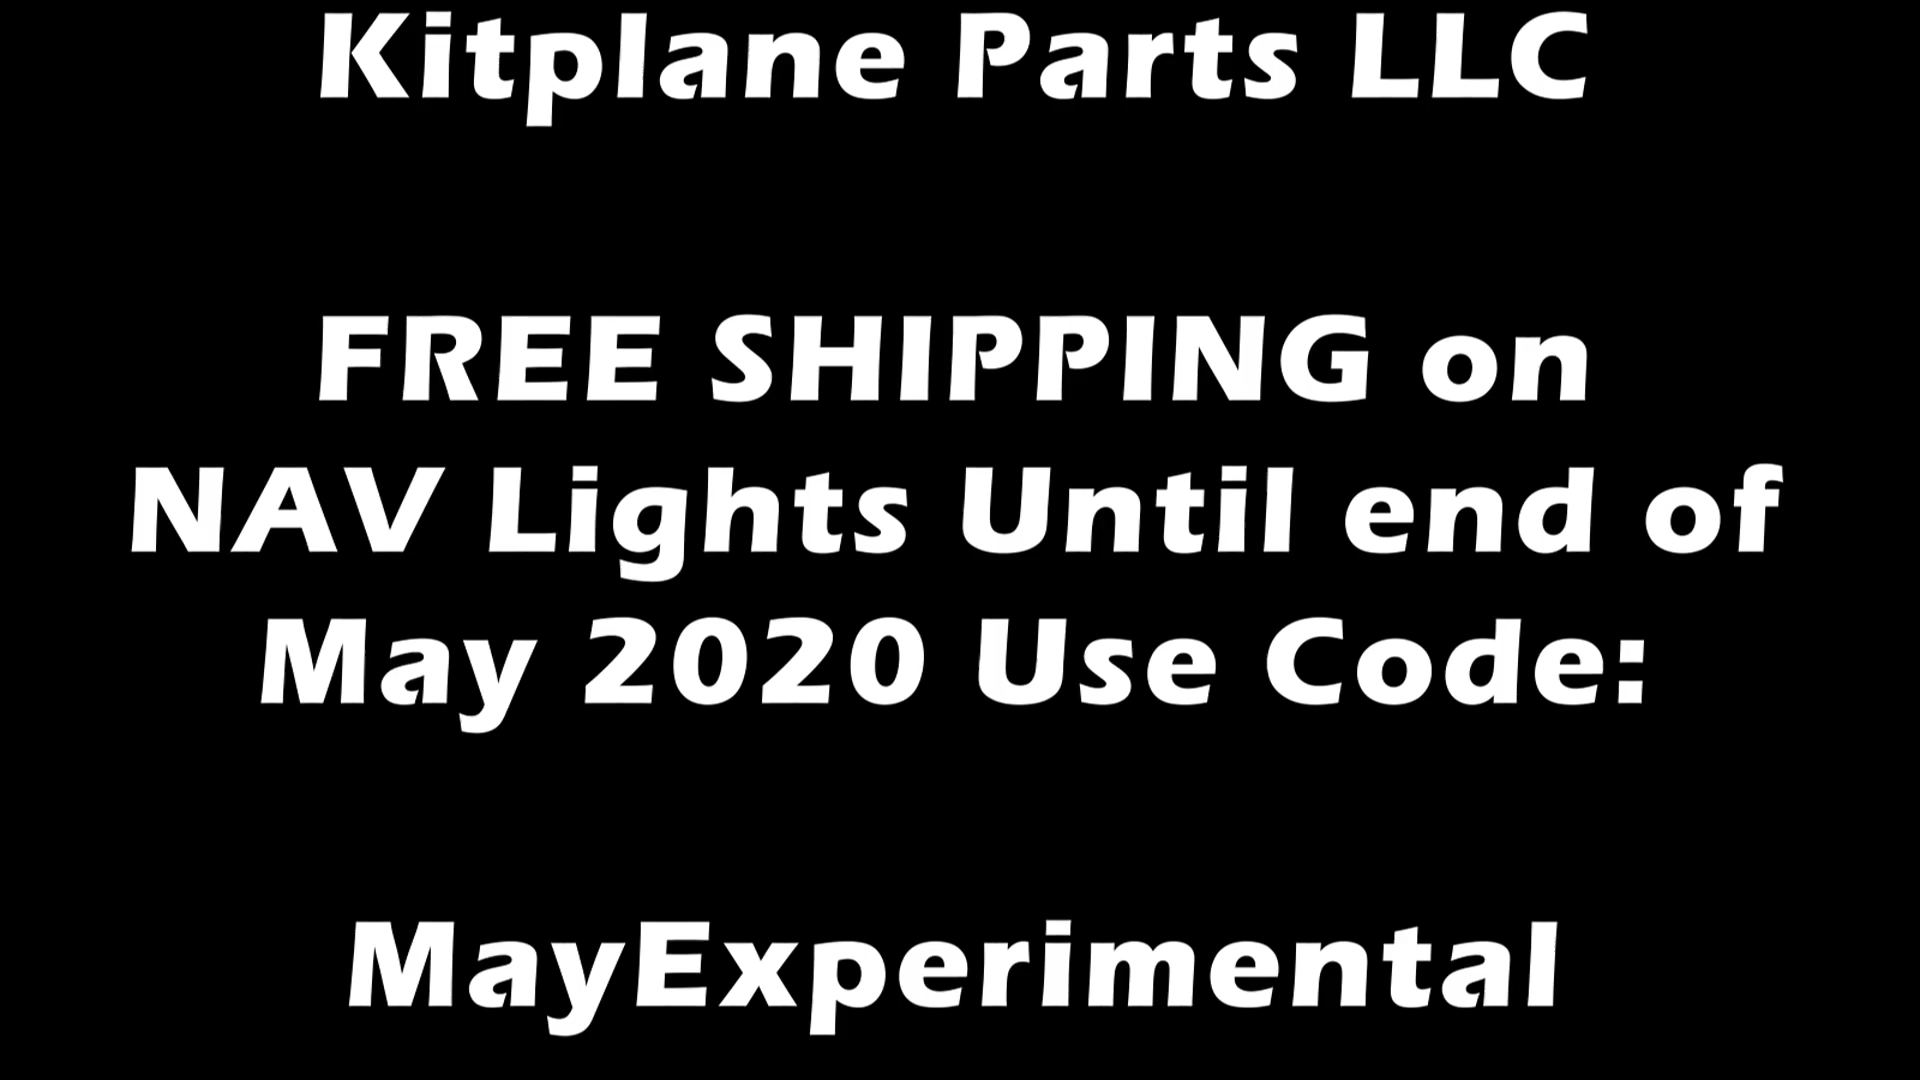 Kitplane Parts LLC
FREE SHIPPING on
NAV Lights Until end of
May 2020 Use Code:
MayExperimental